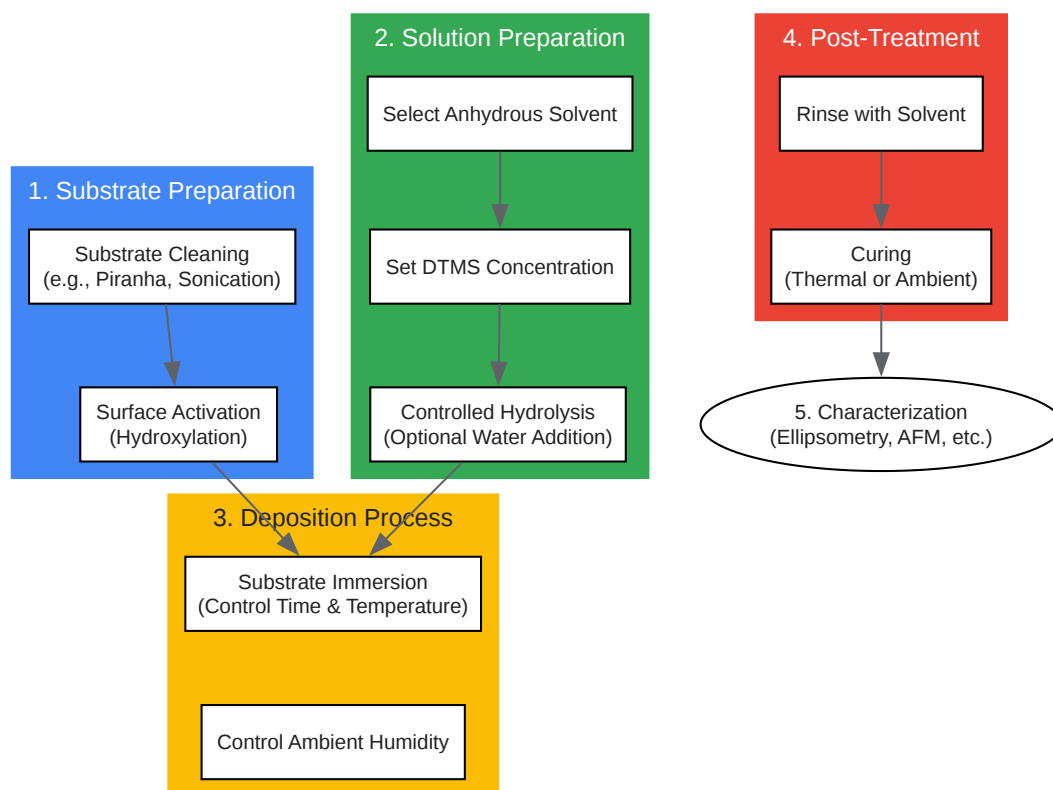 1. Substrate Preparation
Substrate Cleaning
(e.g., Piranha, Sonication)
Surface Activation
(Hydroxylation)
2. Solution Preparation
Select Anhydrous Solvent
Set DTMS Concentration
Controlled Hydrolysis
(Optional Water Addition)
3. Deposition Process
Substrate Immersion
(Control Time & Temperature)
Control Ambient Humidity
4. Post-Treatment
Rinse with Solvent
Curing
(Thermal or Ambient)
5. Characterization
(Ellipsometry, AFM, etc.)